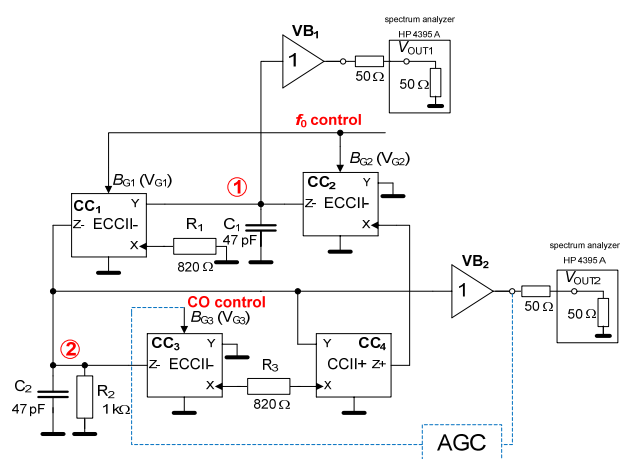 spectrum analyzer
HP 4395 A
VB1
1
50 Ω
VOUT1
50 Ω
f0 control
BG1 (VG1)
BG2 (VG2)
1
CC1
Y
Z-
ECCII-
X
R1
820 Ω
C1
47 pF
CC2
Y
Z-
ECCII-
X
spectrum analyzer
HP 4395 A
VB2
1
50 Ω
VOUT2
50 Ω
CO control
BG3 (VG3)
2
CC3
Y
Z-
ECCII-
X
R3
820 Ω
CC4
Y
CCII+
Z+
X
C2
47 pF
R2
1 kΩ
AGC